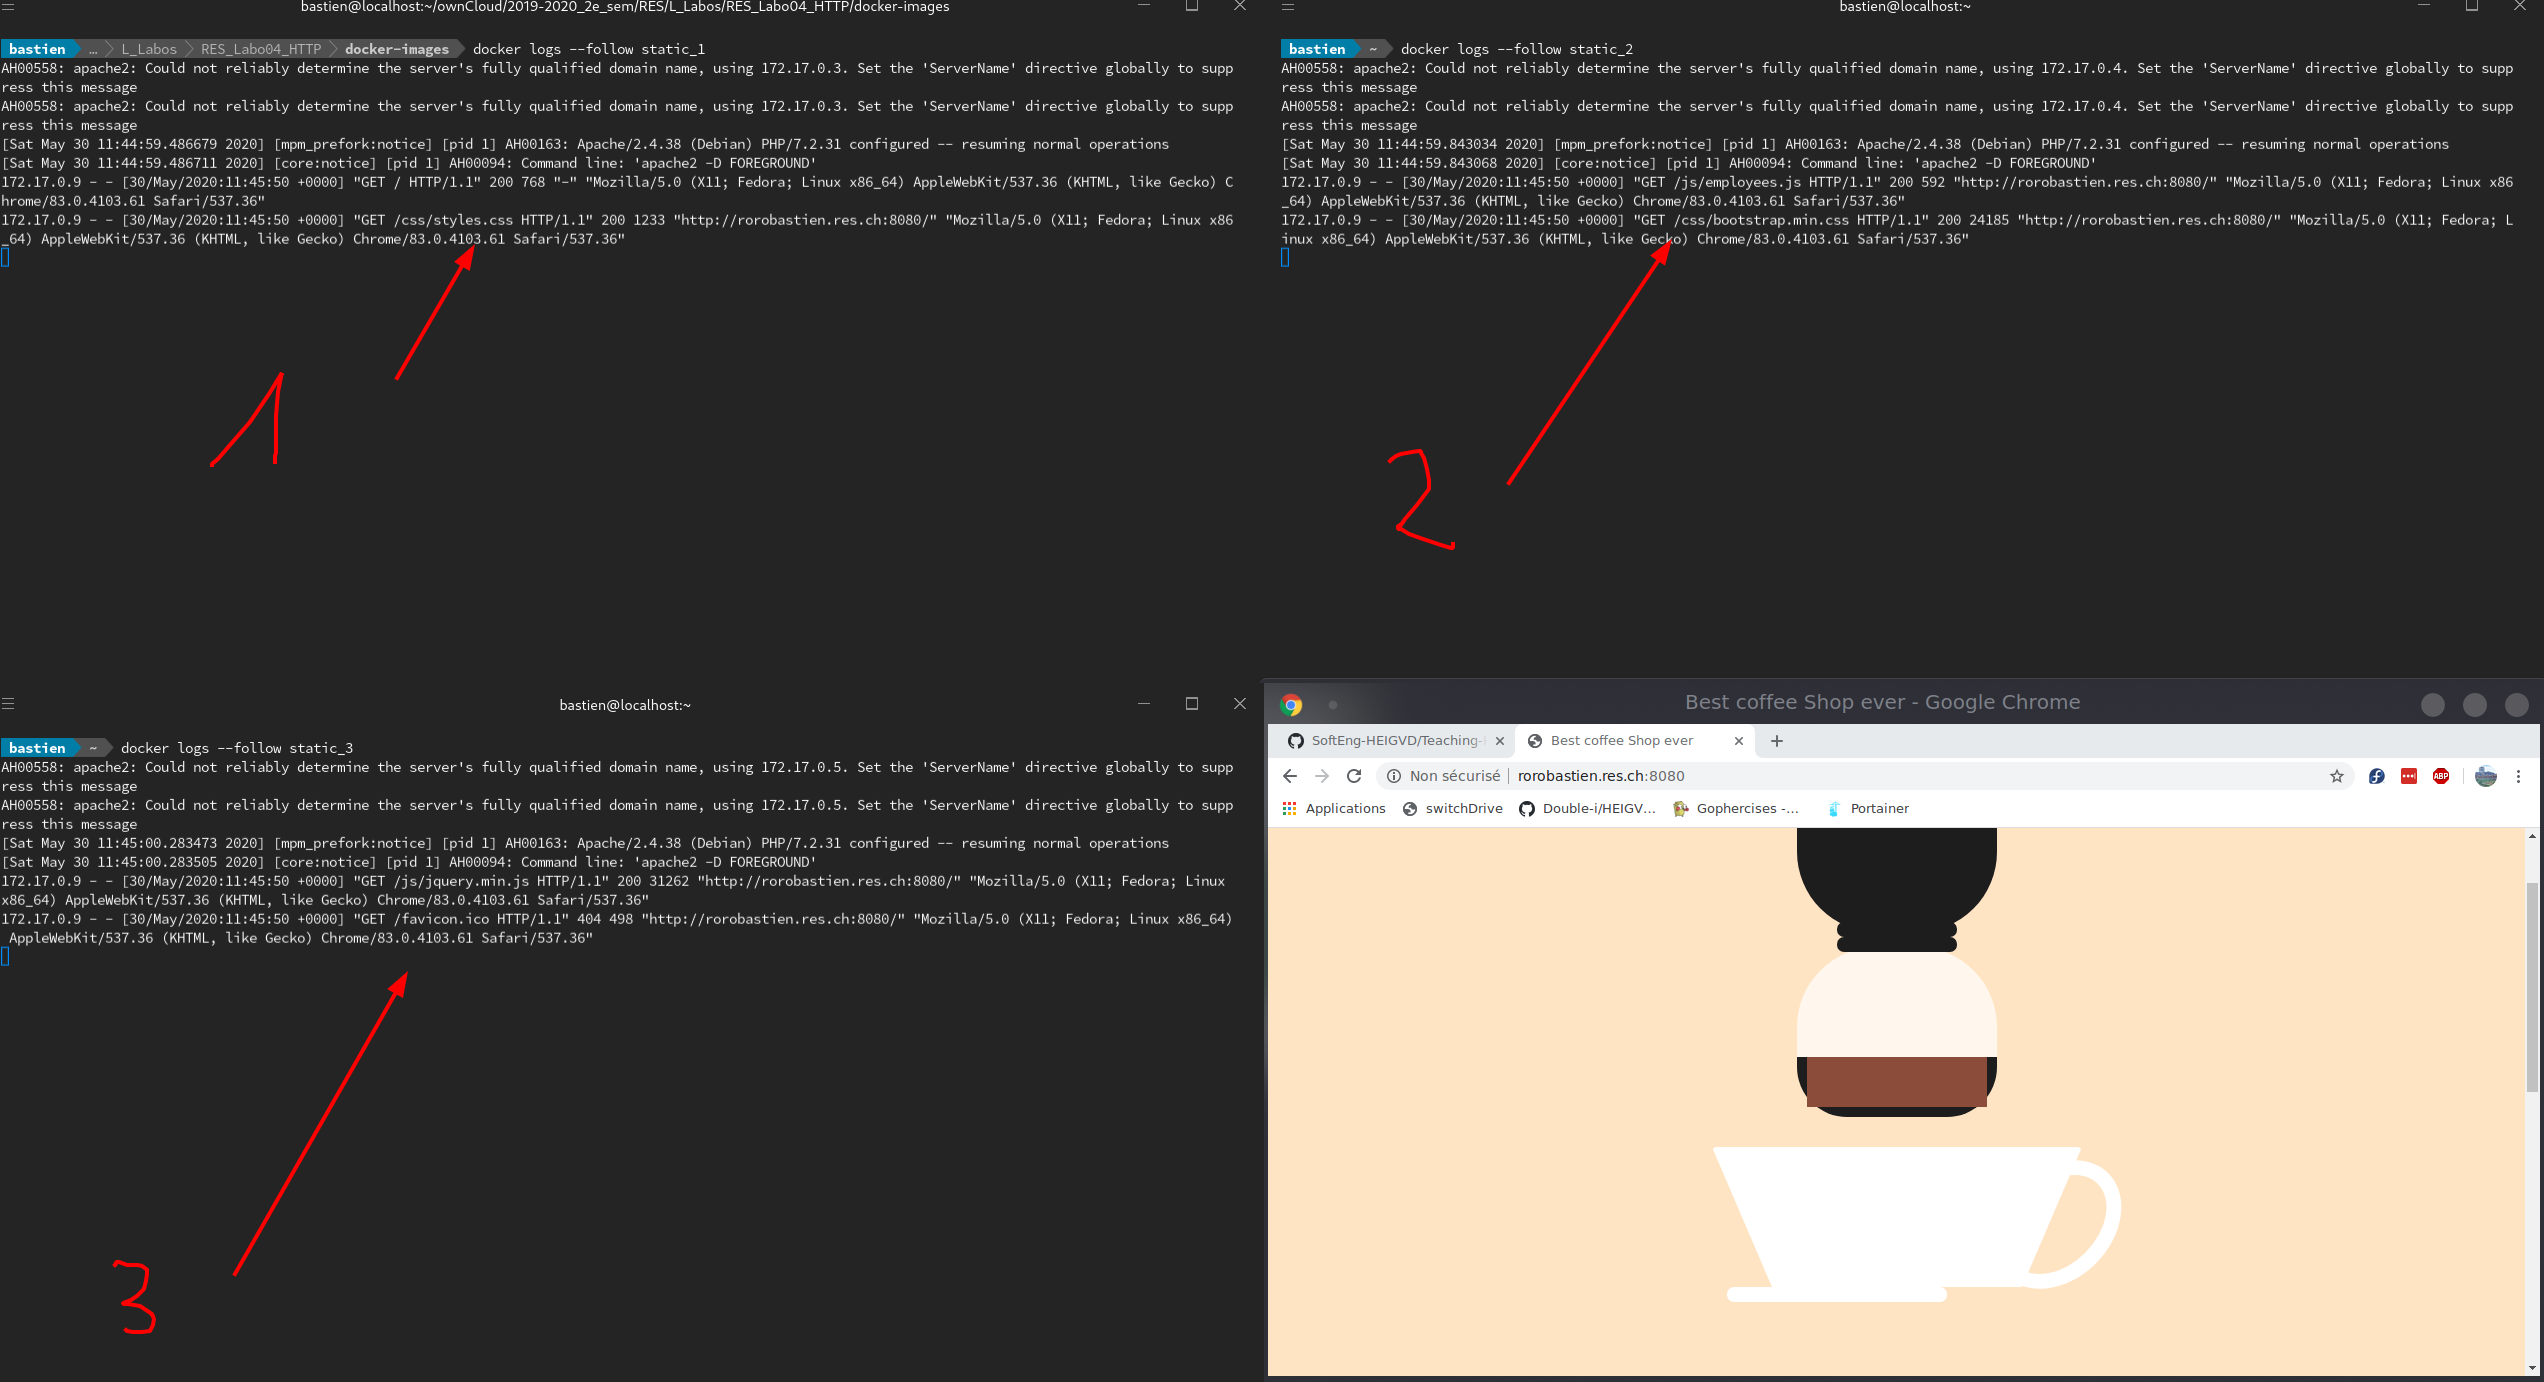 bastien@localhost:~/ownCloud/2019-2020_2e_sem/RES/L_Labos/RES_Labo04_HTTP/docker-images
bastien … L_Labos RES_Labo04_HTTP docker-images docker logs --follow static_1
AH00558: apache2: Could not reliably determine the server's fully qualified domain name, using 172.17.0.3. Set the 'ServerName' directive globally to supp
ress this message
AH00558: apache2: Could not reliably determine the server's fully qualified domain name, using 172.17.0.3. Set the 'ServerName' directive globally to supp
ress this message
[Sat May 30 11:44:59.486679 2020] [mpm_prefork:notice] [pid 1] AH00163: Apache/2.4.38 (Debian) PHP/7.2.31 configured -- resuming normal operations
[Sat May 30 11:44:59.486711 2020] [core:notice] [pid 1] AH00094: Command line: 'apache2 -D FOREGROUND'
172.17.0.9 - - [30/May/2020:11:45:50 +0000] "GET / HTTP/1.1" 200 768 "-" "Mozilla/5.0 (X11; Fedora; Linux x86_64) AppleWebKit/537.36 (KHTML, like Gecko) C
hrome/83.0.4103.61 Safari/537.36"
172.17.0.9 - - [30/May/2020:11:45:50 +0000] "GET /css/styles.css HTTP/1.1" 200 1233 "http://rorobastien.res.ch:8080/" "Mozilla/5.0 (X11; Fedora; Linux x86
_64) AppleWebKit/537.36 (KHTML, like Gecko) Chrome/83.0.4103.61 Safari/537.36"
1
bastien@localhost:~
bastien ~ docker logs --follow static_2
AH00558: apache2: Could not reliably determine the server's fully qualified domain name, using 172.17.0.4. Set the 'ServerName' directive globally to supp
ress this message
AH00558: apache2: Could not reliably determine the server's fully qualified domain name, using 172.17.0.4. Set the 'ServerName' directive globally to supp
ress this message
[Sat May 30 11:44:59.843034 2020] [mpm_prefork:notice] [pid 1] AH00163: Apache/2.4.38 (Debian) PHP/7.2.31 configured -- resuming normal operations
[Sat May 30 11:44:59.843068 2020] [core:notice] [pid 1] AH00094: Command line: 'apache2 -D FOREGROUND'
172.17.0.9 - - [30/May/2020:11:45:50 +0000] "GET /js/employees.js HTTP/1.1" 200 592 "http://rorobastien.res.ch:8080/" "Mozilla/5.0 (X11; Fedora; Linux x86
_64) AppleWebKit/537.36 (KHTML, like Gecko) Chrome/83.0.4103.61 Safari/537.36"
172.17.0.9 - - [30/May/2020:11:45:50 +0000] "GET /css/bootstrap.min.css HTTP/1.1" 200 24185 "http://rorobastien.res.ch:8080/" "Mozilla/5.0 (X11; Fedora; L
inux x86_64) AppleWebKit/537.36 (KHTML, like Gecko) Chrome/83.0.4103.61 Safari/537.36"
2
bastien@localhost:~
bastien ~ docker logs --follow static_3
AH00558: apache2: Could not reliably determine the server's fully qualified domain name, using 172.17.0.5. Set the 'ServerName' directive globally to supp
ress this message
AH00558: apache2: Could not reliably determine the server's fully qualified domain name, using 172.17.0.5. Set the 'ServerName' directive globally to supp
ress this message
[Sat May 30 11:45:00.283473 2020] [mpm_prefork:notice] [pid 1] AH00163: Apache/2.4.38 (Debian) PHP/7.2.31 configured -- resuming normal operations
[Sat May 30 11:45:00.283505 2020] [core:notice] [pid 1] AH00094: Command line: 'apache2 -D FOREGROUND'
172.17.0.9 - - [30/May/2020:11:45:50 +0000] "GET /js/jquery.min.js HTTP/1.1" 200 31262 "http://rorobastien.res.ch:8080/" "Mozilla/5.0 (X11; Fedora; Linux
x86_64) AppleWebKit/537.36 (KHTML, like Gecko) Chrome/83.0.4103.61 Safari/537.36"
172.17.0.9 - - [30/May/2020:11:45:50 +0000] "GET /favicon.ico HTTP/1.1" 404 498 "http://rorobastien.res.ch:8080/" "Mozilla/5.0 (X11; Fedora; Linux x86_64)
AppleWebKit/537.36 (KHTML, like Gecko) Chrome/83.0.4103.61 Safari/537.36"
3
Best coffee Shop ever - Google Chrome
SoftEng-HEIGVD/Teaching- Best coffee Shop ever
Non sécurisé rorobastien.res.ch:8080 ABP
Applications switchDrive Double-i/HEIGV... Gophercises -... Portainer